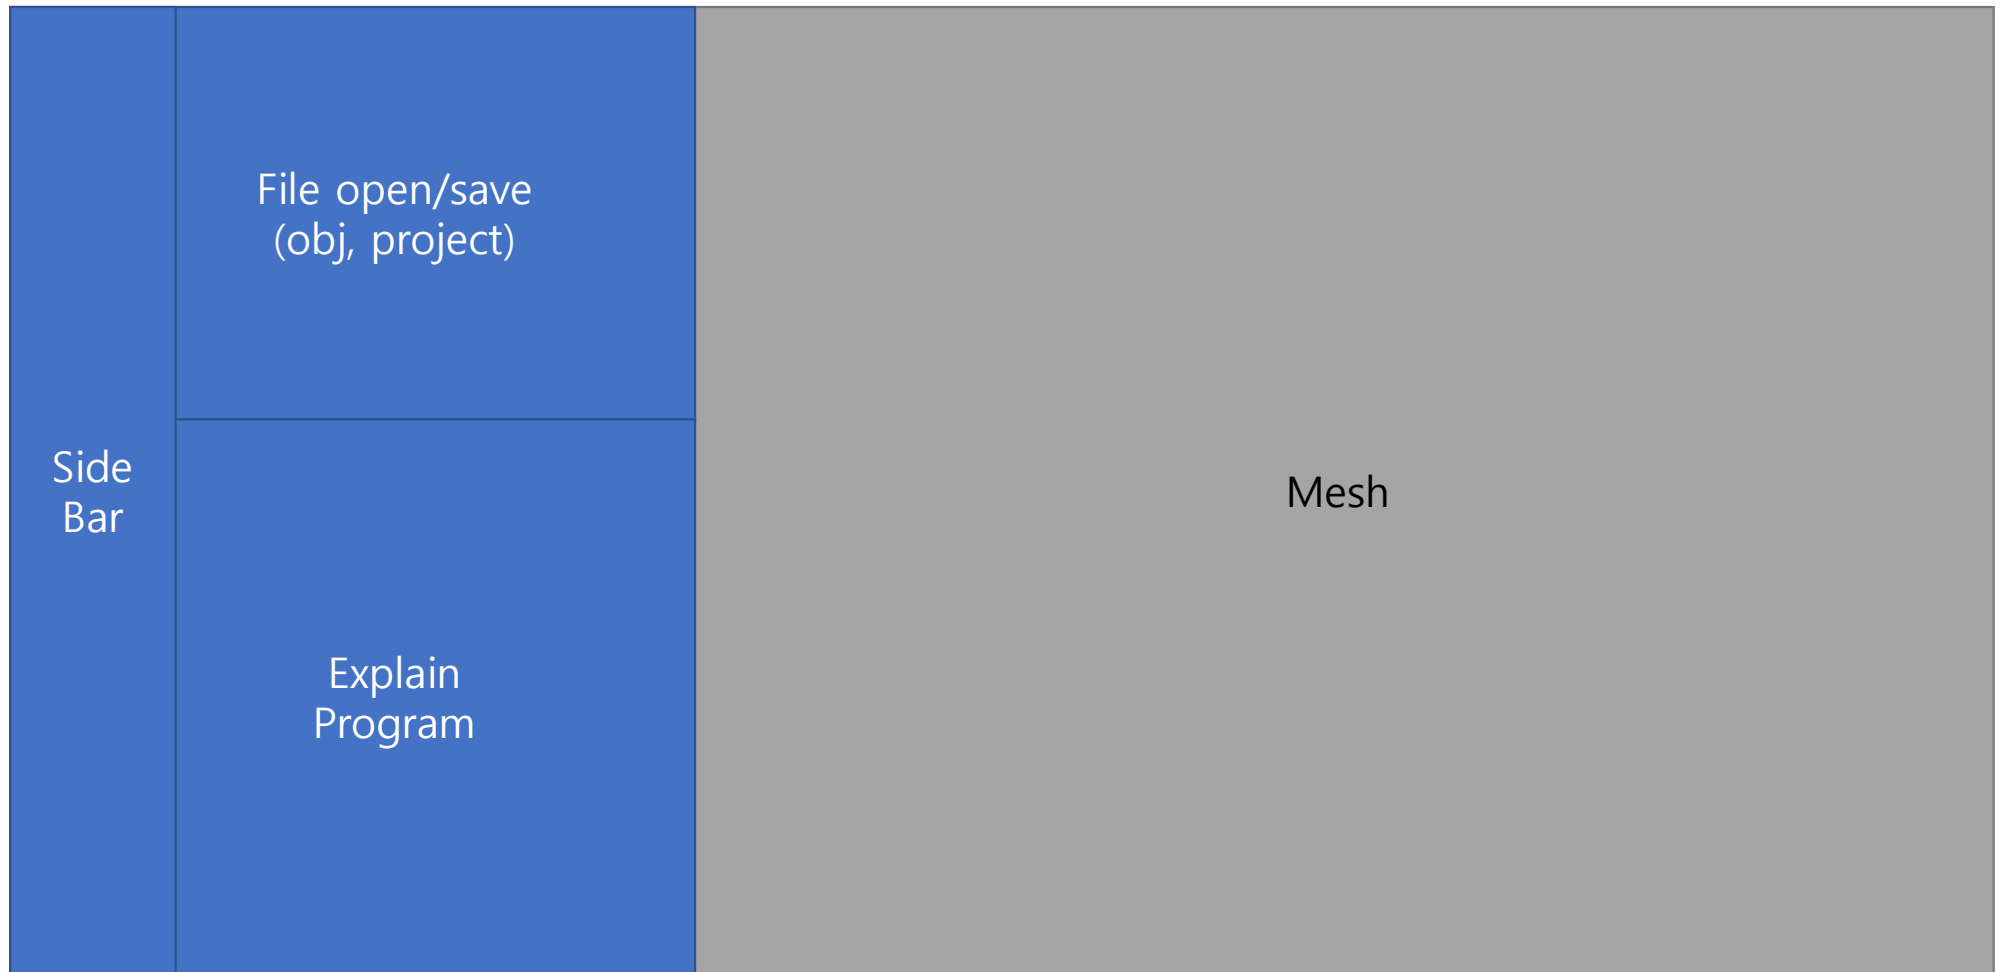 File open/save
(obj, project)
Side
Bar
Mesh
Explain
Program